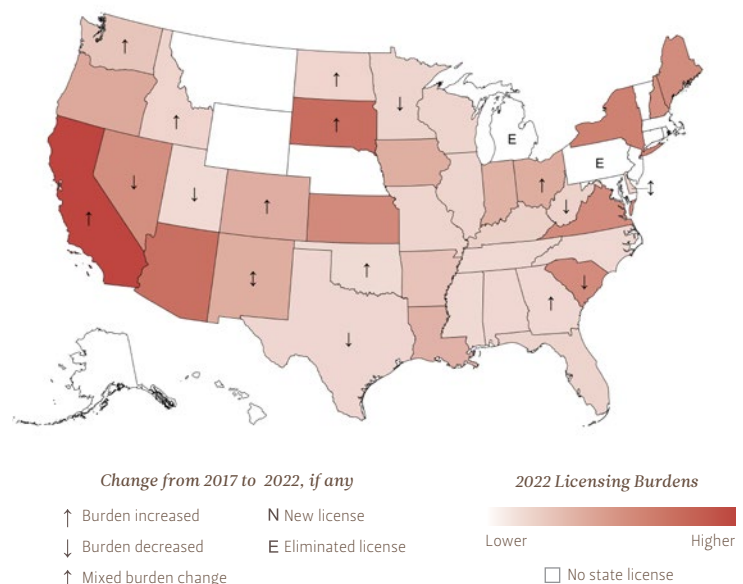 ↑
↑
↑
↑
↓
E
↓
↓
↑
↑
↓
E
↕
↑
↕
↑
↓
↑
↓
Change from 2017 to 2022, if any
2022 Licensing Burdens
↑ Burden increased
N New license
↓ Burden decreased
E Eliminated license
Lower
Higher
↑ Mixed burden change
No state license